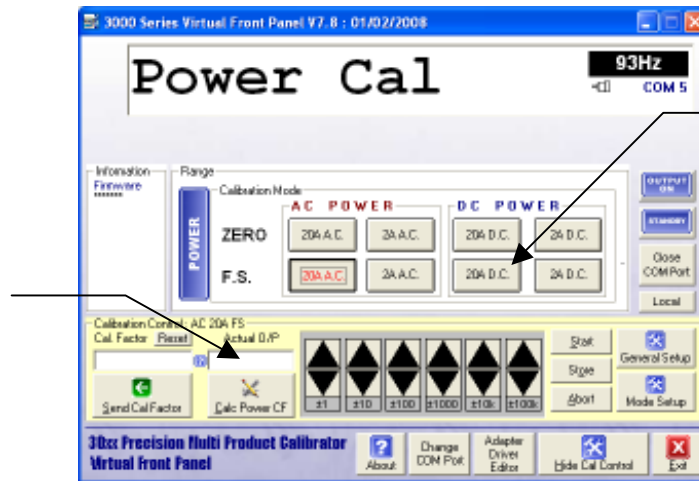 3000 Series Virtual Front Panel V7.8 : 01/02/2008
Power Cal
93Hz
COM 5
Information
Firmware
Range
POWER
Calibration Mode
AC POWER
DC POWER
ZERO
20A A.C.
2A A.C.
20A D.C.
2A D.C.
F.S.
20A A.C.
2A A.C.
20A D.C.
2A D.C.
OUTPUT ON
STANDBY
Close COM Port
Local
Calibration Control : AC 20A FS
Cal. Factor
Reset
Actual O/P
Send Cal Factor
Calc Power CF
±1
±10
±100
±1000
±10k
±100k
Start
Store
Abort
General Setup
Mode Setup
30xx Precision Multi Product Calibrator
Virtual Front Panel
About
Change COM Port
Adapter Driver Editor
Hide Cal Control
Exit